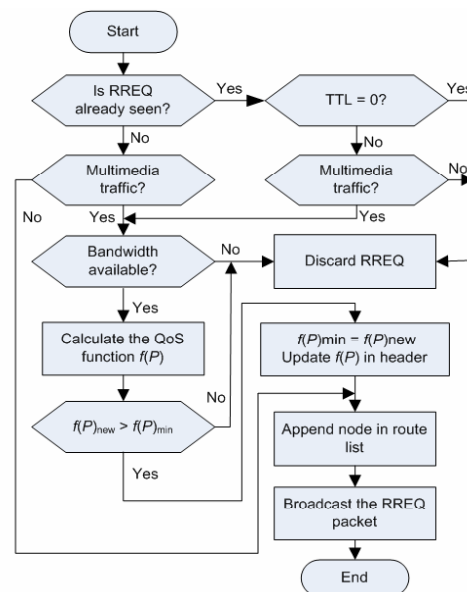 Start
Is RREQ
already seen?
Yes
TTL = 0?
Yes
No
No
Multimedia
traffic?
Multimedia
traffic?
No
No
Yes
Yes
Bandwidth
available?
No
Discard RREQ
Yes
Calculate the QoS
function f(P)
f(P)min = f(P)new
Update f(P) in header
No
f(P)new > f(P)min
Append node in route
list
Yes
Broadcast the RREQ
packet
End